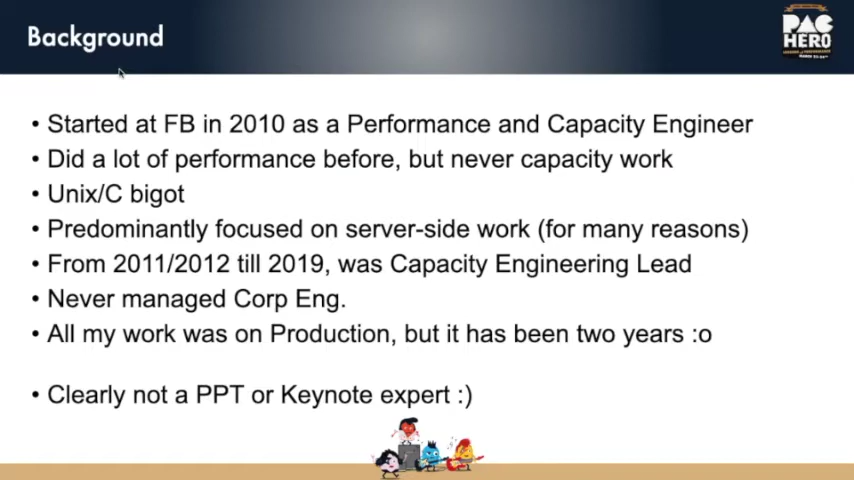 Background
PAC
HERO
• Started at FB in 2010 as a Performance and Capacity Engineer
• Did a lot of performance before, but never capacity work
• Unix/C bigot
• Predominantly focused on server-side work (for many reasons)
• From 2011/2012 till 2019, was Capacity Engineering Lead
• Never managed Corp Eng.
• All my work was on Production, but it has been two years :o
• Clearly not a PPT or Keynote expert :)